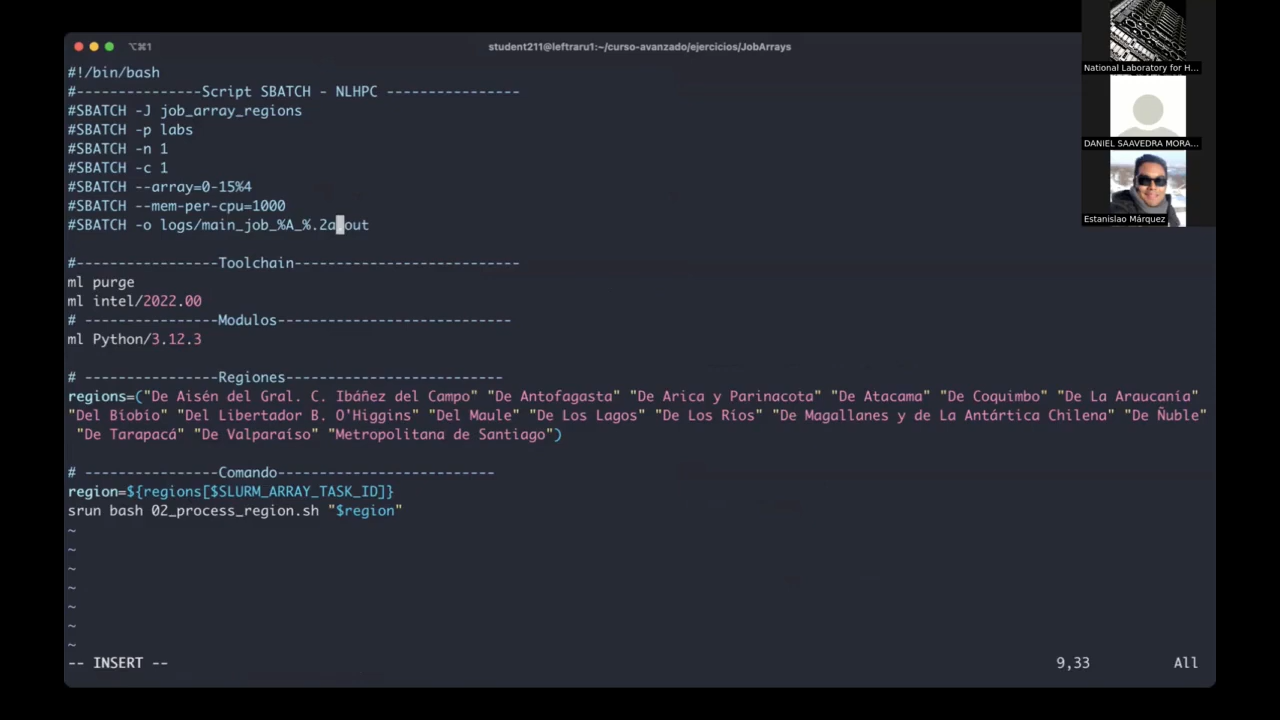 ⌥⌘1
student211@leftraru1:~/curso-avanzado/ejercicios/JobArrays
#!/bin/bash
#---------------Script SBATCH - NLHPC ----------------
#SBATCH -J job_array_regions
#SBATCH -p labs
#SBATCH -n 1
#SBATCH -c 1
#SBATCH --array=0-15%4
#SBATCH --mem-per-cpu=1000
#SBATCH -o logs/main_job_%A_%.2a.out
#-----------------Toolchain---------------------------
ml purge
ml intel/2022.00
# ----------------Modulos----------------------------
ml Python/3.12.3
# ----------------Regiones--------------------------
regions=("De Aisén del Gral. C. Ibáñez del Campo" "De Antofagasta" "De Arica y Parinacota" "De Atacama" "De Coquimbo" "De La Araucanía"
"Del Biobío" "Del Libertador B. O'Higgins" "Del Maule" "De Los Lagos" "De Los Ríos" "De Magallanes y de La Antártica Chilena" "De Ñuble"
"De Tarapacá" "De Valparaíso" "Metropolitana de Santiago")
# ----------------Comando--------------------------
region=${regions[$SLURM_ARRAY_TASK_ID]}
srun bash 02_process_region.sh "$region"
~
~
~
~
~
~
~
-- INSERT --
9,33
All
National Laboratory for H...
DANIEL SAAVEDRA MORA...
Estanislao Márquez